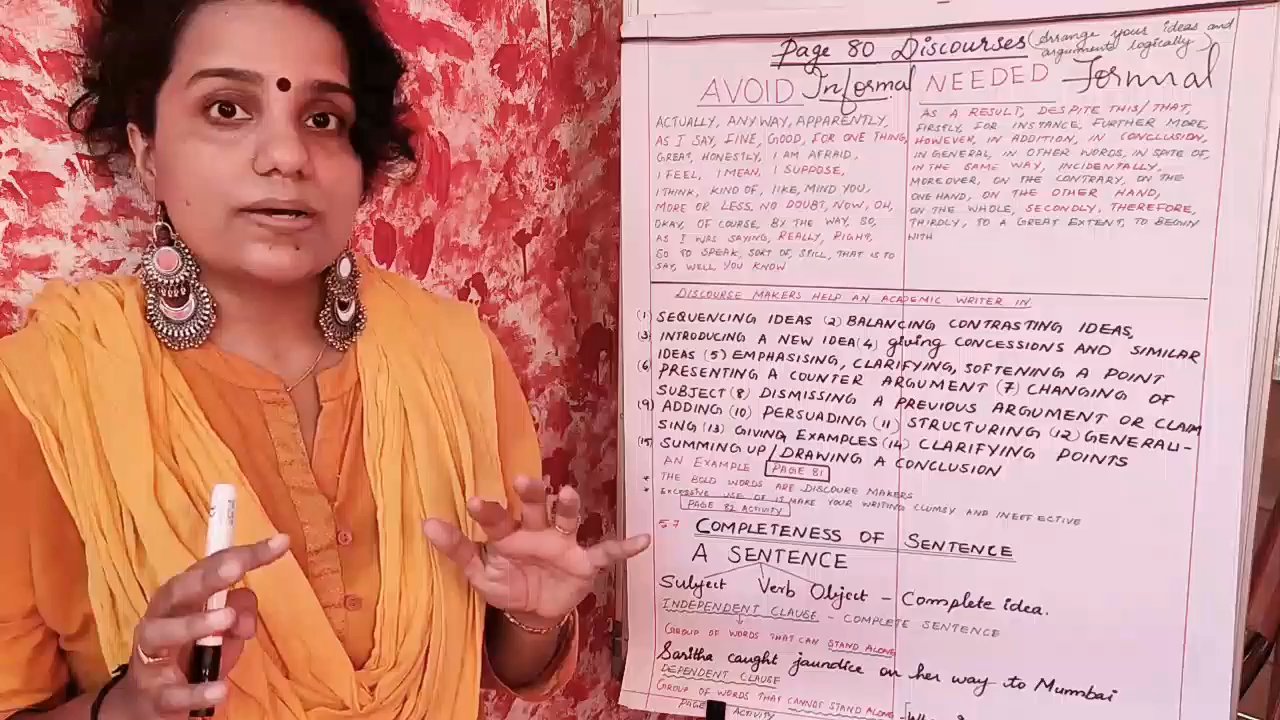 Page 80 Discourses (arrange your ideas and
arguments logically)
AVOID Informal
ACTUALLY, ANYWAY, APPARENTLY,
AS I SAY, FINE, GOOD, FOR ONE THING,
GREAT, HONESTLY, I AM AFRAID,
I FEEL, I MEAN, I SUPPOSE,
I THINK, KIND OF, LIKE, MIND YOU,
MORE OR LESS, NO DOUBT, NOW, OH,
OKAY, OF COURSE, BY THE WAY, SO,
AS I WAS SAYING, REALLY, RIGHT,
SO TO SPEAK, SORT OF, STILL, THAT IS TO
SAY, WELL YOU KNOW
NEEDED Formal
AS A RESULT, DESPITE THIS/THAT,
FIRSTLY, FOR INSTANCE, FURTHER MORE,
HOWEVER, IN ADDITION, IN CONCLUSION,
IN GENERAL, IN OTHER WORDS, IN SPITE OF,
IN THE SAME WAY, INCIDENTALLY,
MOREOVER, ON THE CONTRARY, ON THE
ONE HAND, ON THE OTHER HAND,
ON THE WHOLE, SECONDLY, THEREFORE,
THIRDLY, TO A GREAT EXTENT, TO BEGIN
WITH
DISCOURSE MAKERS HELP AN ACADEMIC WRITER IN
(1) SEQUENCING IDEAS (2) BALANCING CONTRASTING IDEAS,
(3) INTRODUCING A NEW IDEA (4) giving CONCESSIONS AND SIMILAR
IDEAS (5) EMPHASISING, CLARIFYING, SOFTENING A POINT
(6) PRESENTING A COUNTER ARGUMENT (7) CHANGING OF
SUBJECT (8) DISMISSING A PREVIOUS ARGUMENT OR CLAIM
(9) ADDING (10) PERSUADING (11) STRUCTURING (12) GENERALI-
SING (13) GIVING EXAMPLES (14) CLARIFYING POINTS
(15) SUMMING UP / DRAWING A CONCLUSION
AN EXAMPLE PAGE 81
* THE BOLD WORDS ARE DISCOURE MAKERS
* EXCESSIVE USE OF IT MAKE YOUR WRITING CLUMSY AND INEFFECTIVE
PAGE 82 ACTIVITY
57 COMPLETENESS OF SENTENCE
A SENTENCE
Subject Verb Object - Complete idea.
INDEPENDENT CLAUSE - COMPLETE SENTENCE
GROUP OF WORDS THAT CAN STAND ALONE
Saritha caught jaundice on her way to Mumbai
DEPENDENT CLAUSE
GROUP OF WORDS THAT CANNOT STAND ALONE
PAGE ACTIVITY